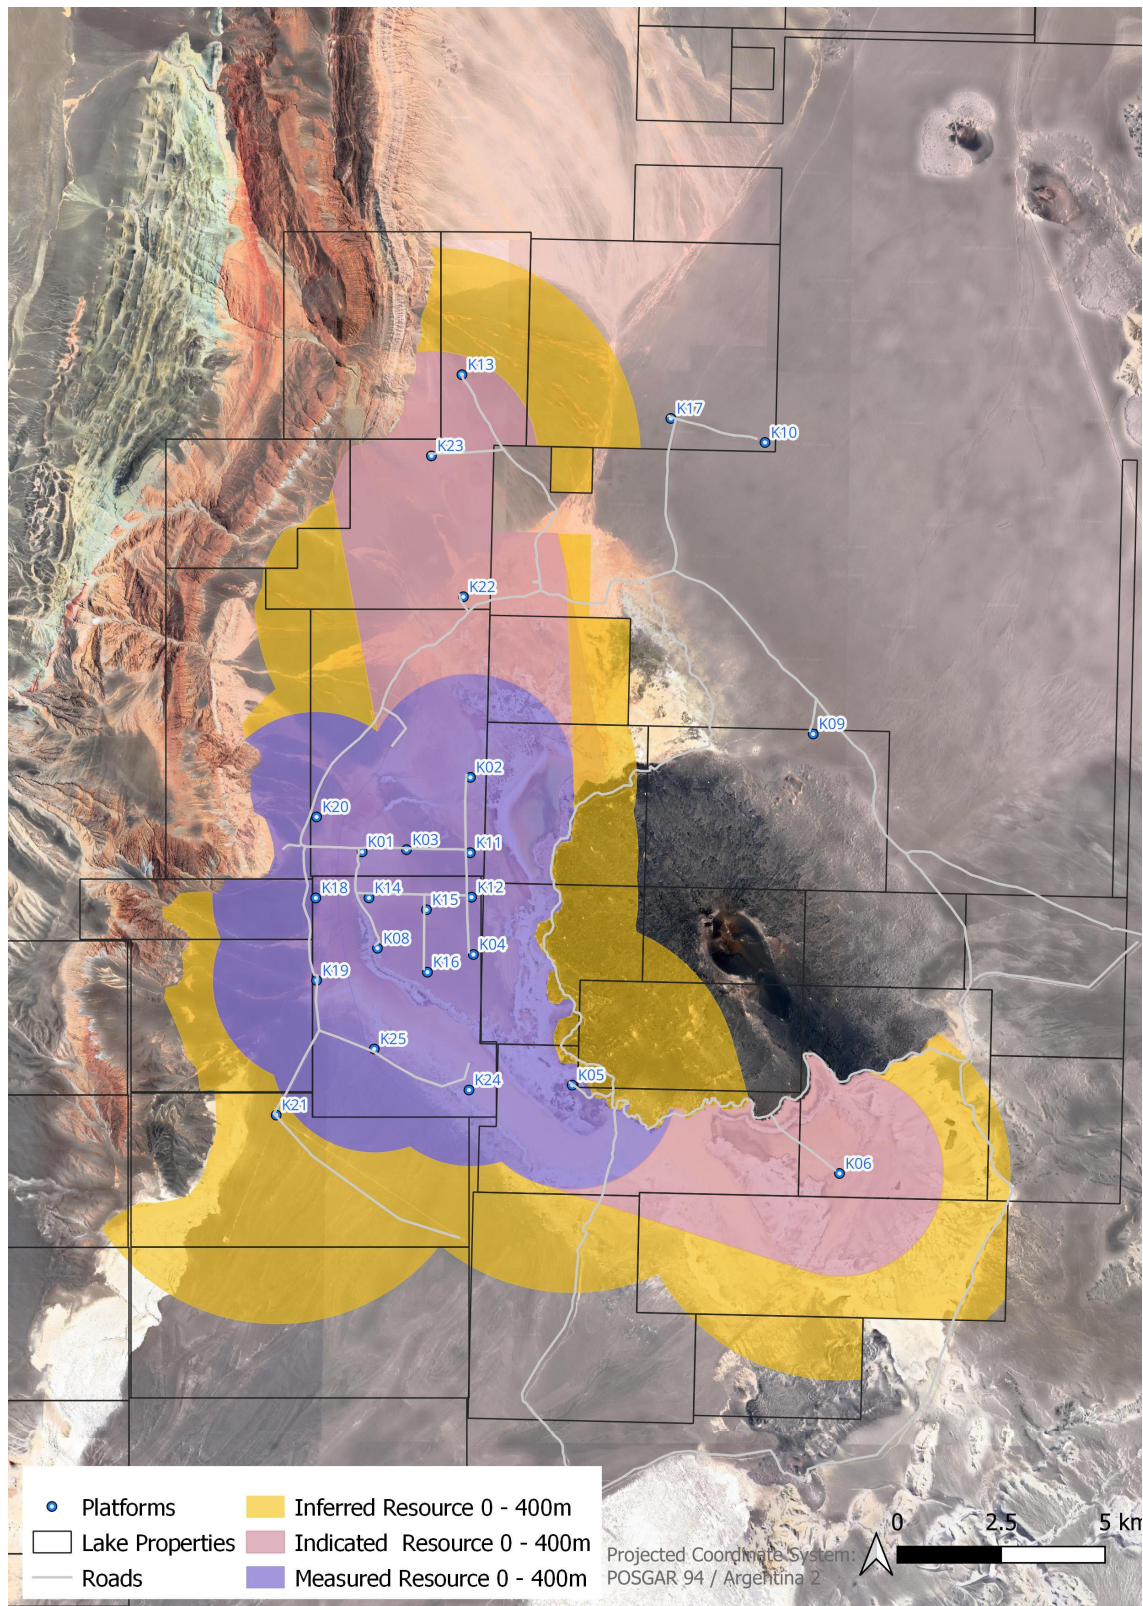 K13
K17
K10
K23
K22
K09
K02
K20
K01
K03
K11
K18
K14
K15
K12
K08
K16
K04
K19
K25
K24
K05
K21
K06
Platforms
Lake Properties
Roads
Inferred Resource 0 - 400m
Indicated Resource 0 - 400m
Measured Resource 0 - 400m
0 2.5 5 km
Projected Coordinate System:
POSGAR 94 / Argentina 2